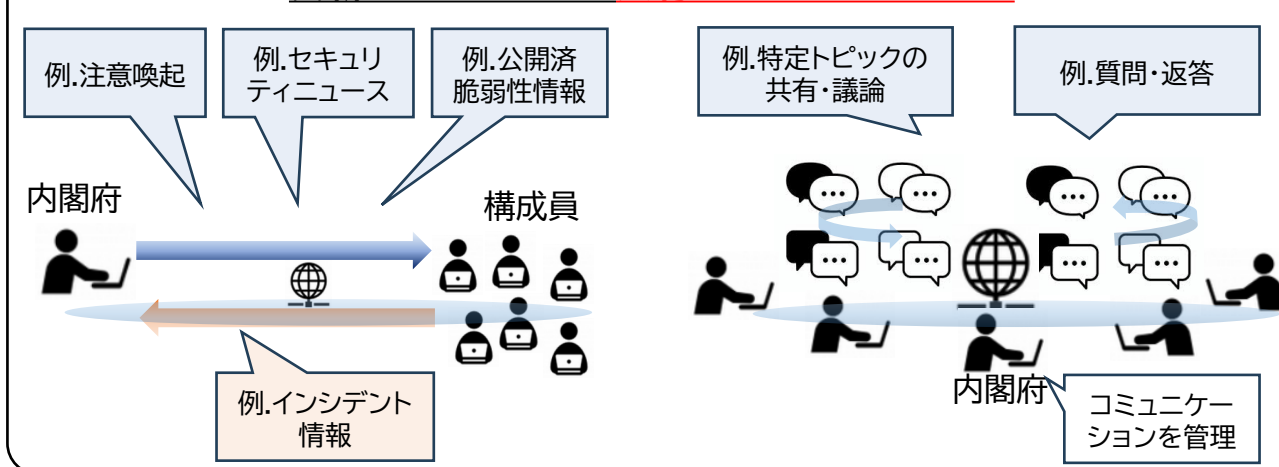 例.注意喚起
例.セキュリ
ティニュース
例.公開済
脆弱性情報
内閣府
構成員
例.インシデント
情報
例.特定トピックの
共有・議論
例.質問・返答
内閣府
コミュニケー
ションを管理